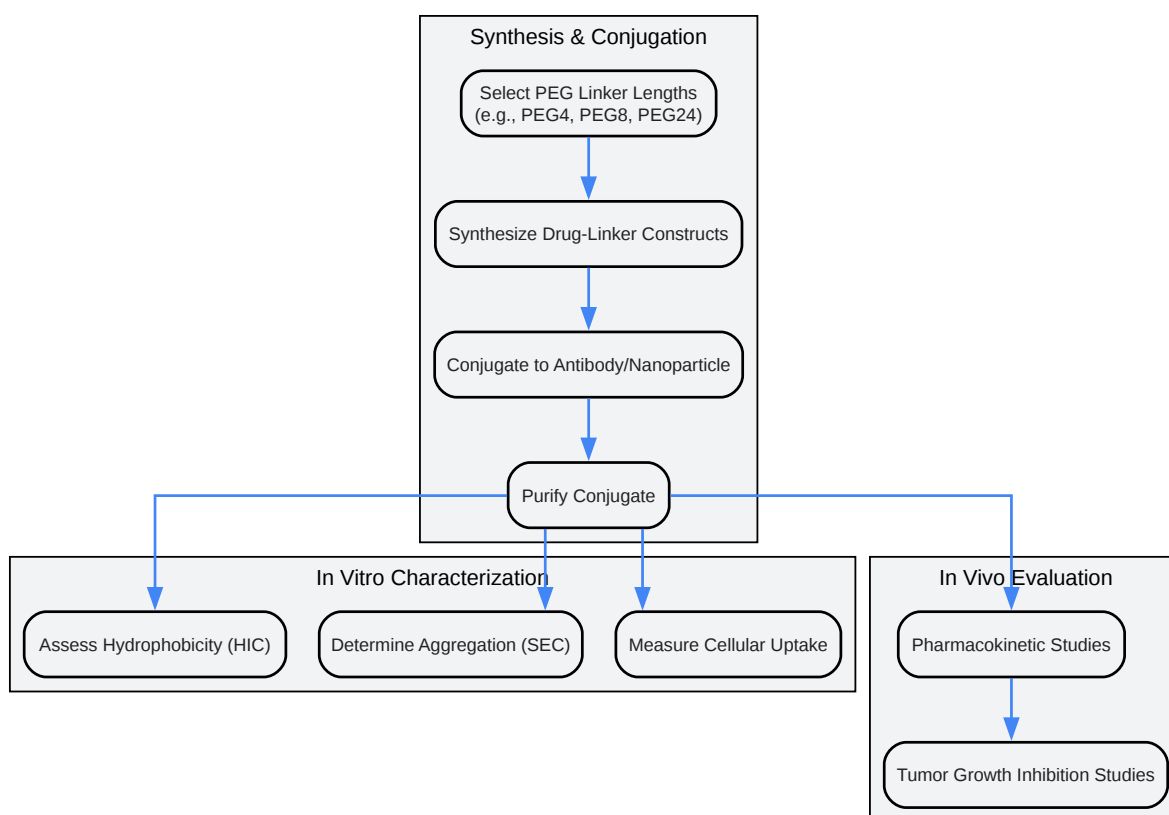 Synthesis & Conjugation
Select PEG Linker Lengths
(e.g., PEG4, PEG8, PEG24)
Synthesize Drug-Linker Constructs
Conjugate to Antibody/Nanoparticle
Purify Conjugate
In Vitro Characterization
Assess Hydrophobicity (HIC)
Determine Aggregation (SEC)
Measure Cellular Uptake
In Vivo Evaluation
Pharmacokinetic Studies
Tumor Growth Inhibition Studies